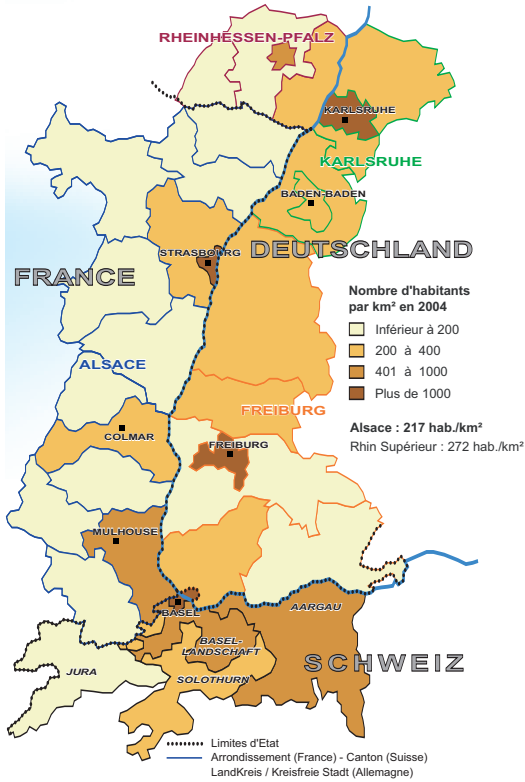 RHEINHESSEN-PFALZ
KARLSRUHE
KARLSRUHE
BADEN-BADEN
STRASBOURG
DEUTSCHLAND
FRANCE
Nombre d'habitants
par km² en 2004
Inférieur à 200
200 à 400
401 à 1000
Plus de 1000
ALSACE
FREIBURG
Alsace : 217 hab./km²
Rhin Supérieur : 272 hab./km²
COLMAR
FREIBURG
MULHOUSE
BASEL
AARGAU
BASEL-
LANDSCHAFT
SCHWEIZ
JURA
SOLOTHURN
Limites d'Etat
Arrondissement (France) - Canton (Suisse)
LandKreis / Kreisfreie Stadt (Allemagne)